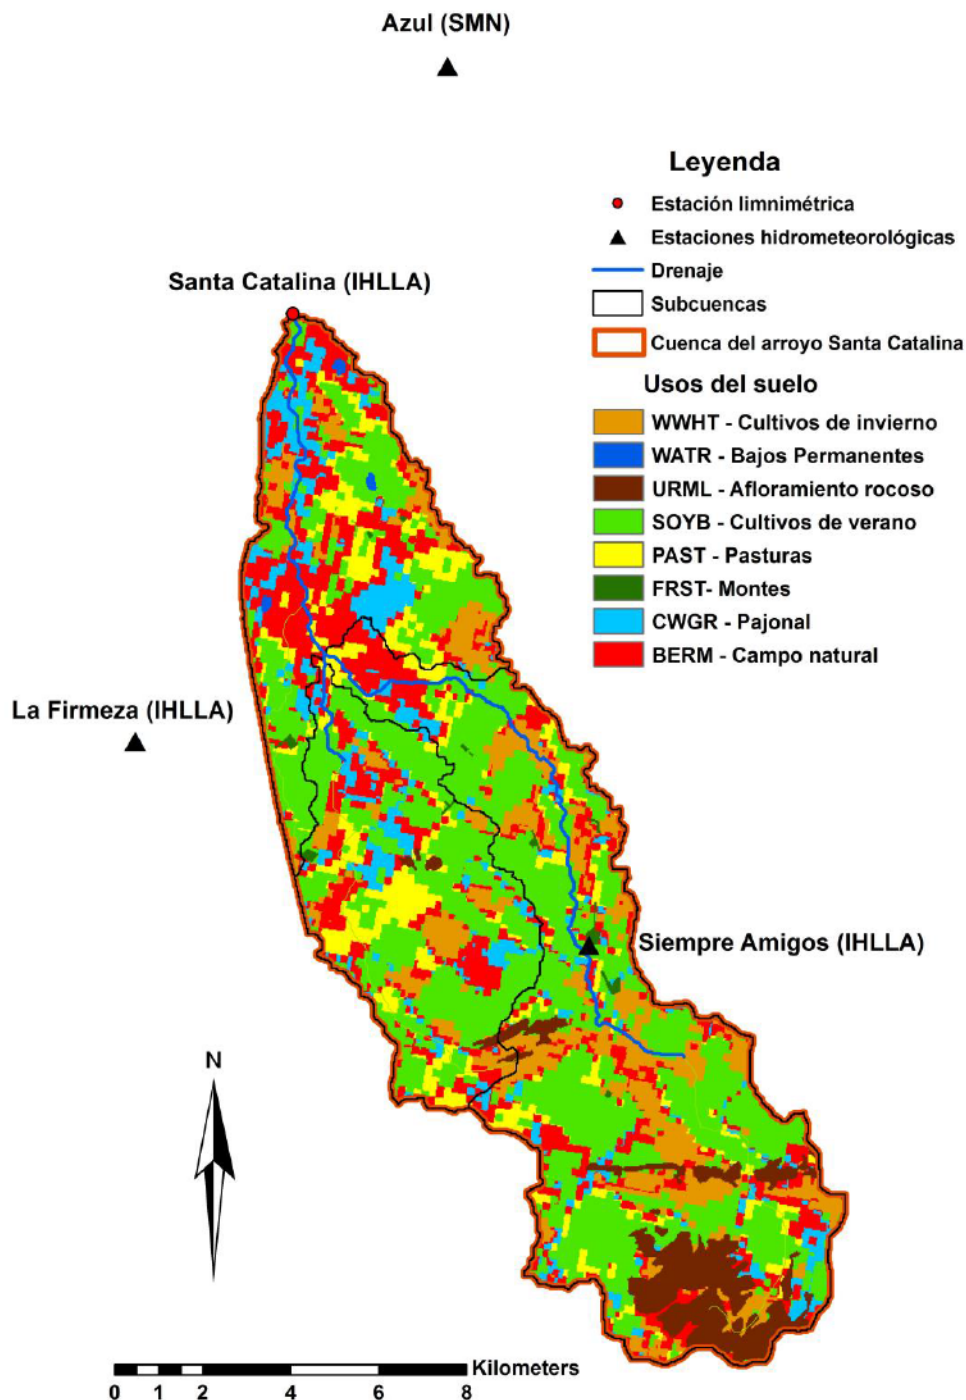 Azul (SMN)
Leyenda
Estación limnimétrica
Estaciones hidrometeorológicas
Drenaje
Subcuencas
Cuenca del arroyo Santa Catalina
Usos del suelo
WWHT - Cultivos de invierno
WATR - Bajos Permanentes
URML - Afloramiento rocoso
SOYB - Cultivos de verano
PAST - Pasturas
FRST- Montes
CWGR - Pajonal
BERM - Campo natural
Santa Catalina (IHLLA)
La Firmeza (IHLLA)
Siempre Amigos (IHLLA)
N
Kilometers
0 1 2 4 6 8